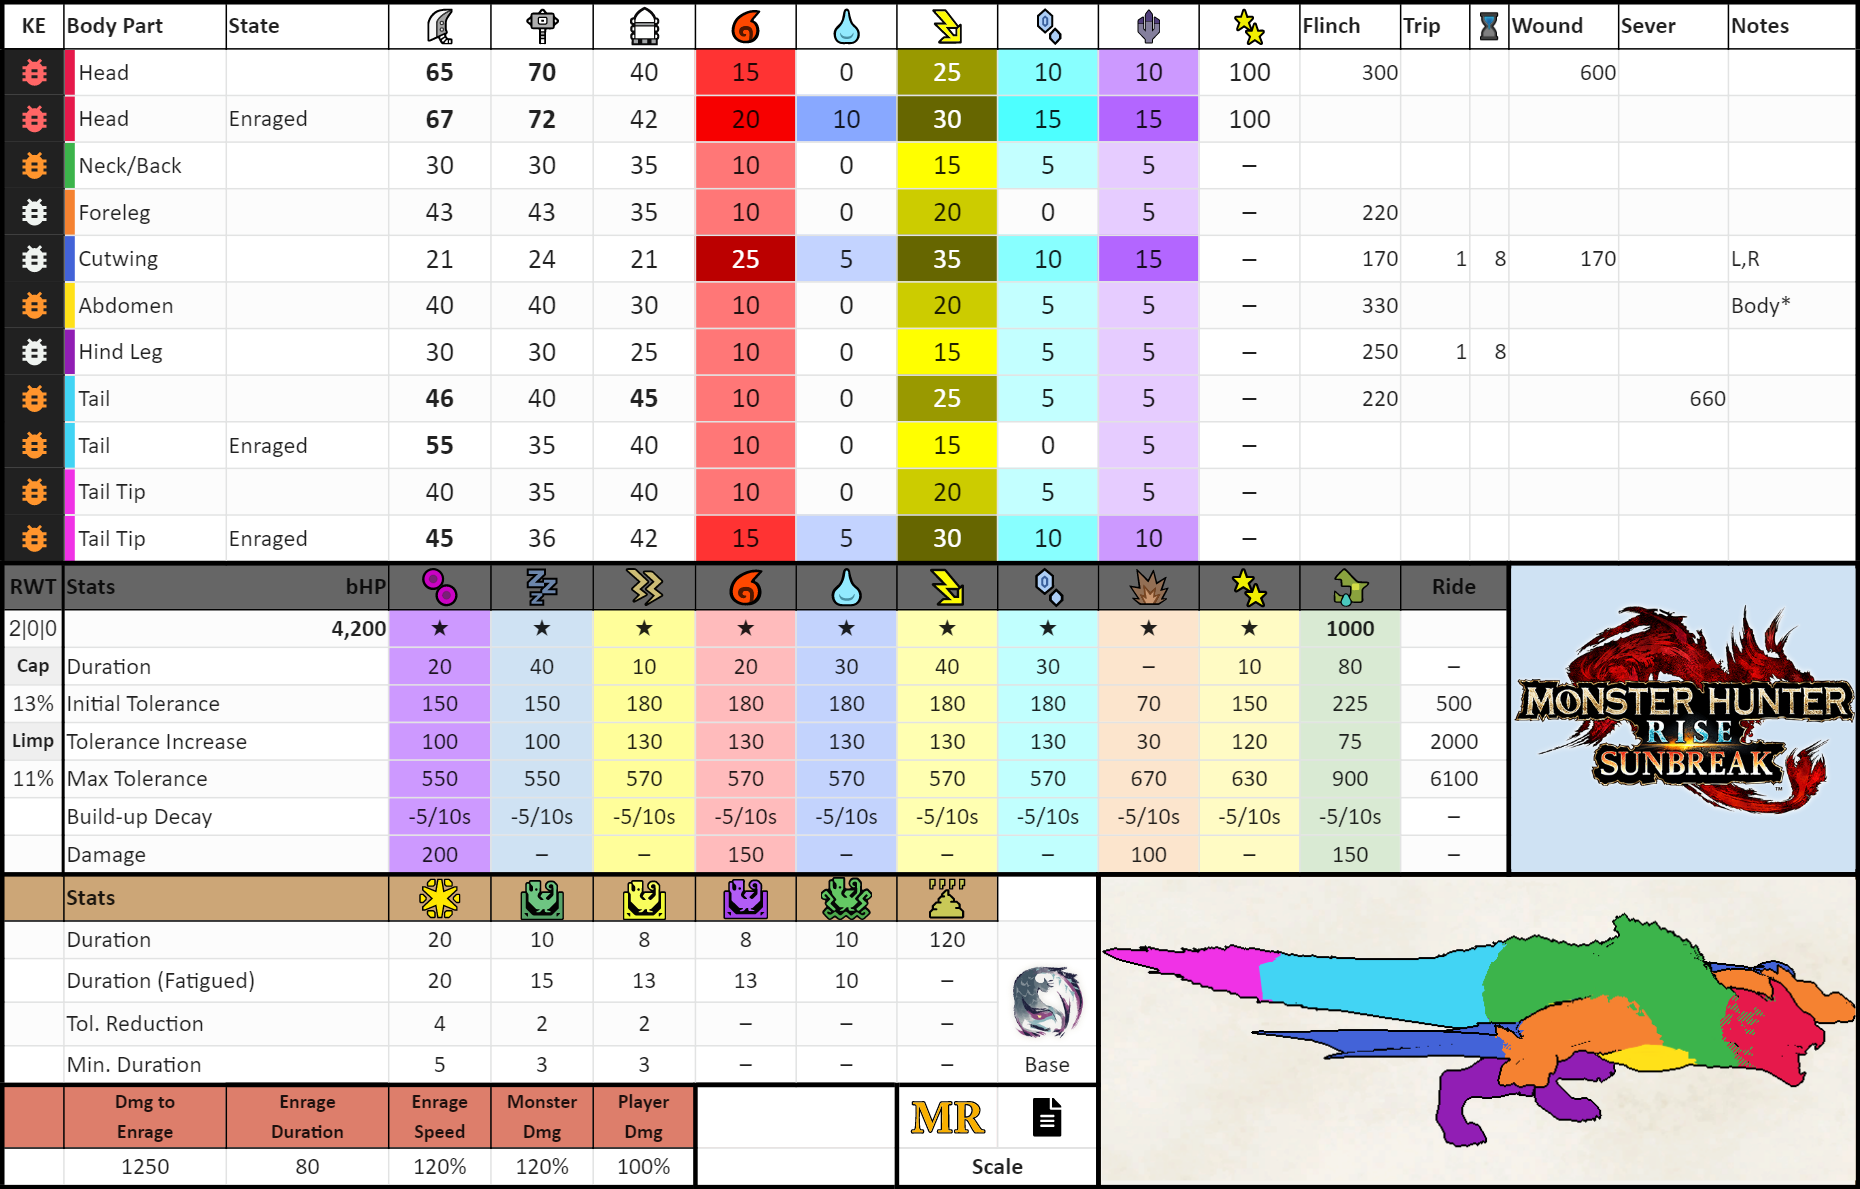 KE Body Part State Flinch Trip Wound Sever Notes
Head 65 70 40 15 0 25 10 10 100 300 600
Head Enraged 67 72 42 20 10 30 15 15 100
Neck/Back 30 30 35 10 0 15 5 5 –
Foreleg 43 43 35 10 0 20 0 5 – 220
Cutwing 21 24 21 25 5 35 10 15 – 170 1 8 170 L,R
Abdomen 40 40 30 10 0 20 5 5 – 330 Body*
Hind Leg 30 30 25 10 0 15 5 5 – 250 1 8
Tail 46 40 45 10 0 25 5 5 – 220 660
Tail Enraged 55 35 40 10 0 15 0 5 –
Tail Tip 40 35 40 10 0 20 5 5 –
Tail Tip Enraged 45 36 42 15 5 30 10 10 –
RWT Stats bHP Ride
2|0|0 4,200 ★ ★ ★ ★ ★ ★ ★ ★ ★ 1000
Cap Duration 20 40 10 20 30 40 30 – 10 80 –
13% Initial Tolerance 150 150 180 180 180 180 180 70 150 225 500
Limp Tolerance Increase 100 100 130 130 130 130 130 30 120 75 2000
11% Max Tolerance 550 550 570 570 570 570 570 670 630 900 6100
Build-up Decay -5/10s -5/10s -5/10s -5/10s -5/10s -5/10s -5/10s -5/10s -5/10s -5/10s –
Damage 200 – – 150 – – – 100 – 150 –
MONSTER HUNTER
RISE
SUNBREAK
™
Stats
Duration 20 10 8 8 10 120
Duration (Fatigued) 20 15 13 13 10 –
Tol. Reduction 4 2 2 – – –
Min. Duration 5 3 3 – – – Base
Dmg to Enrage Enrage Monster Player
Enrage Duration Speed Dmg Dmg
MR
1250 80 120% 120% 100% Scale